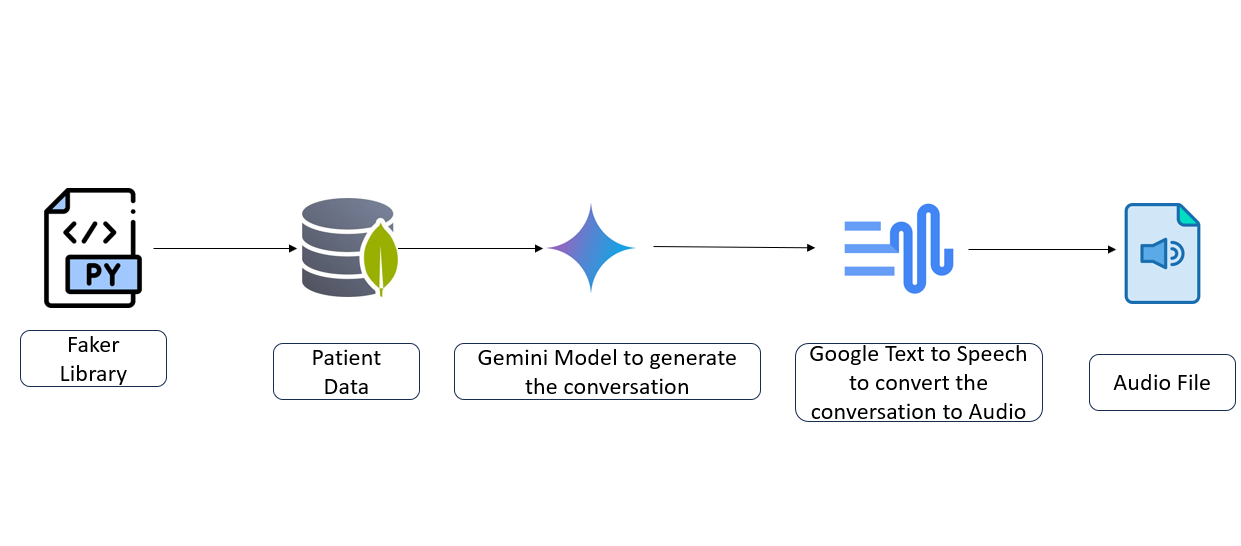 </>
PY
Faker
Library
Patient
Data
Gemini Model to generate
the conversation
Google Text to Speech
to convert the
conversation to Audio
Audio File